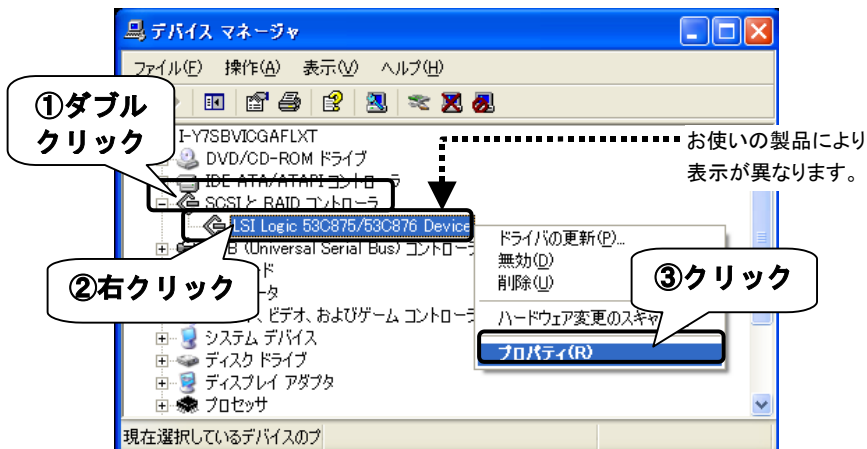 デバイス マネージャ
ファイル(F) 操作(A) 表示(V) ヘルプ(H)
①ダブル
クリック
I-Y7SBVICGAFLXT
DVD/CD-ROM ドライブ
IDE ATA/ATAPI コントローラ
SCSI と RAID コントローラ
LSI Logic 53C875/53C876 Device
(Universal Serial Bus) コントローラ
お使いの製品により
表示が異なります。
②右クリック
、ビデオ、およびゲーム コントローラ
システム デバイス
ディスク ドライブ
ディスプレイ アダプタ
プロセッサ
ドライバの更新(P)...
無効(D)
削除(U)
ハードウェア変更のスキャ
プロパティ(R)
③クリック
現在選択しているデバイスのプ